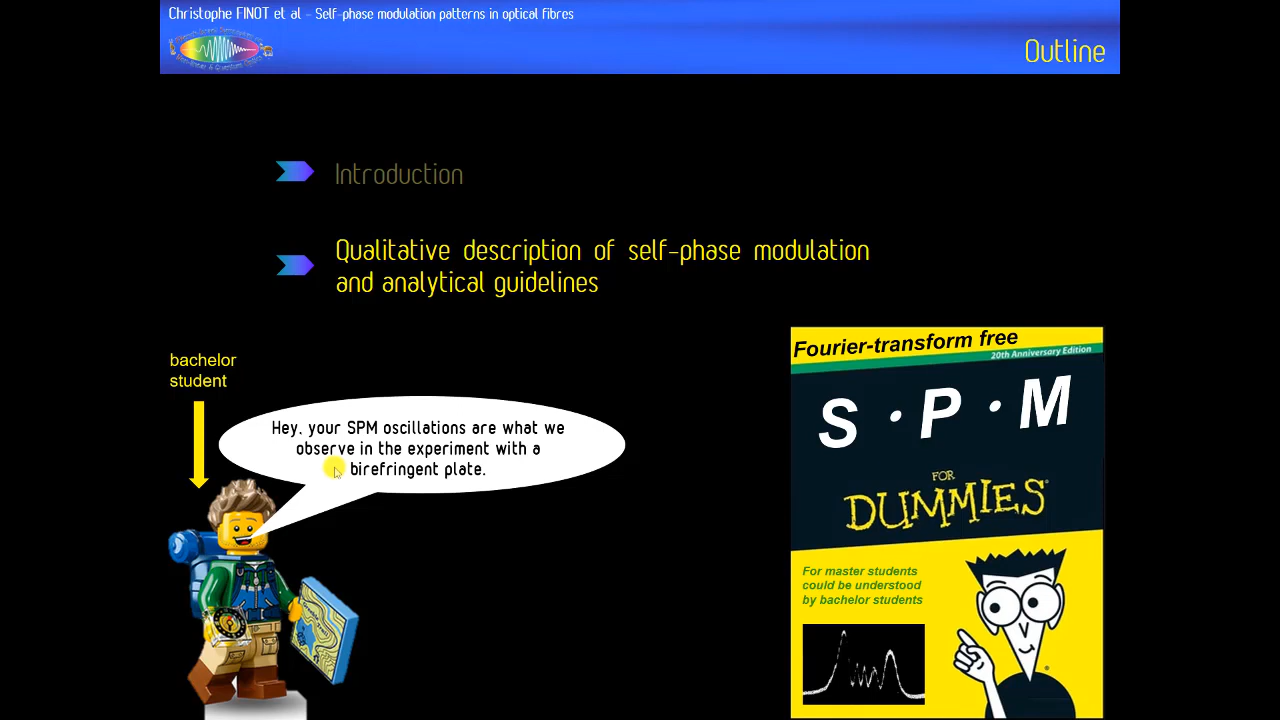 Christophe FINOT et al - Self-phase modulation patterns in optical fibres
Outline
Introduction
Qualitative description of self-phase modulation
and analytical guidelines
bachelor
student
Hey, your SPM oscillations are what we
observe in the experiment with a
birefringent plate.
Fourier-transform free
20th Anniversary Edition
S · P · M
FOR
DUMMIES
For master students
could be understood
by bachelor students